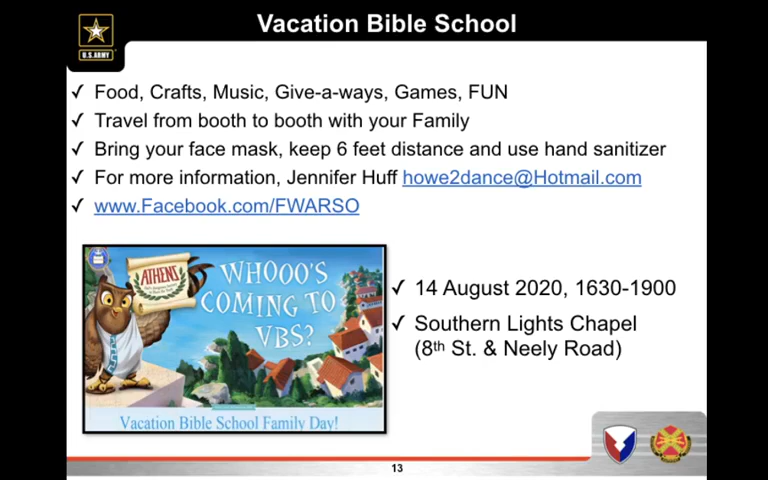 Vacation Bible School
U.S.ARMY
✓ Food, Crafts, Music, Give-a-ways, Games, FUN
✓ Travel from booth to booth with your Family
✓ Bring your face mask, keep 6 feet distance and use hand sanitizer
✓ For more information, Jennifer Huff howe2dance@Hotmail.com
✓ www.Facebook.com/FWARSO
ATHENS
WHOOO'S
COMING TO
VBS?
Vacation Bible School Family Day!
✓ 14 August 2020, 1630-1900
✓ Southern Lights Chapel
(8th St. & Neely Road)
13